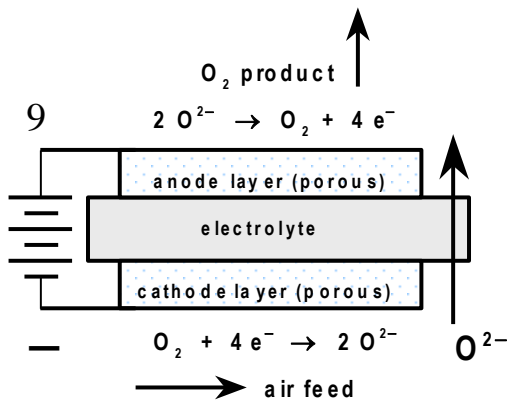 O₂ product
9
2 O²⁻ → O₂ + 4 e⁻
anode layer (porous)
electrolyte
cathode layer (porous)
–
O₂ + 4 e⁻ → 2 O²⁻
O²⁻
air feed